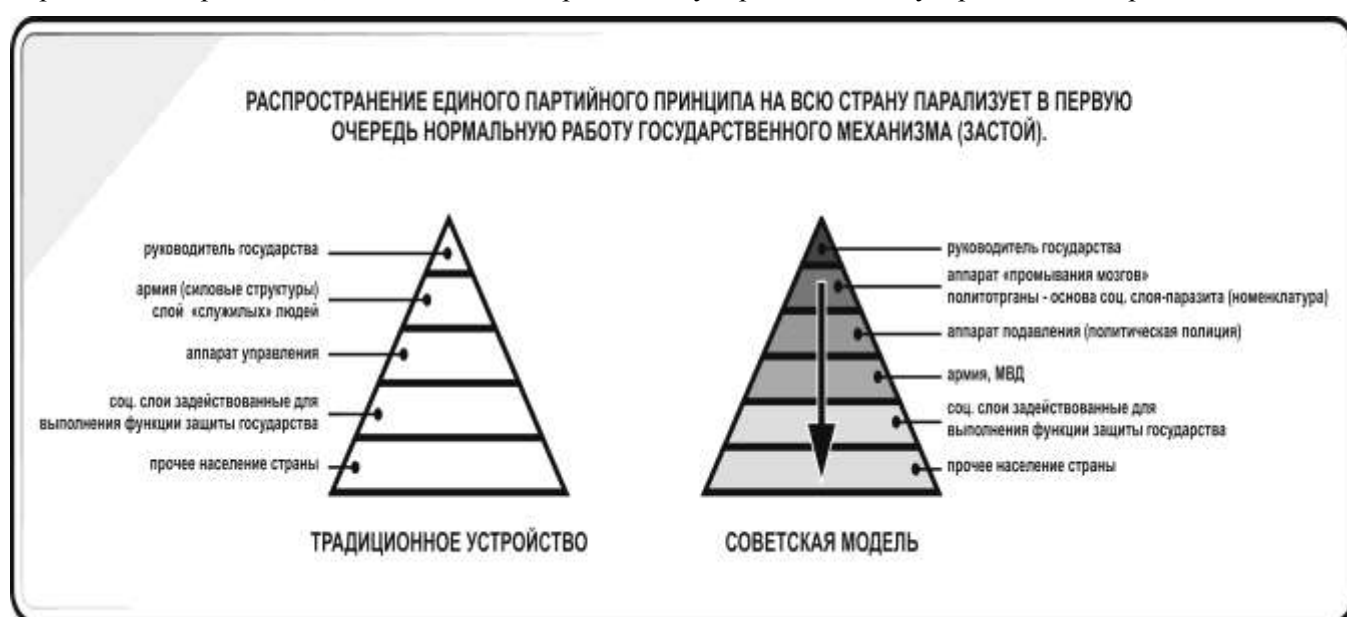 РАСПРОСТРАНЕНИЕ ЕДИНОГО ПАРТИЙНОГО ПРИНЦИПА НА ВСЮ СТРАНУ ПАРАЛИЗУЕТ В ПЕРВУЮ
ОЧЕРЕДЬ НОРМАЛЬНУЮ РАБОТУ ГОСУДАРСТВЕННОГО МЕХАНИЗМА (ЗАСТОЙ).
руководитель государства
армия (силовые структуры)
слой «служилых» людей
аппарат управления
соц. слои задействованные для
выполнения функции защиты государства
прочее население страны
ТРАДИЦИОННОЕ УСТРОЙСТВО
руководитель государства
аппарат «промывания мозгов»
политотрганы - основа соц. слоя-паразита (номенклатура)
аппарат подавления (политическая полиция)
армия, МВД
соц. слои задействованные для
выполнения функции защиты государства
прочее население страны
СОВЕТСКАЯ МОДЕЛЬ